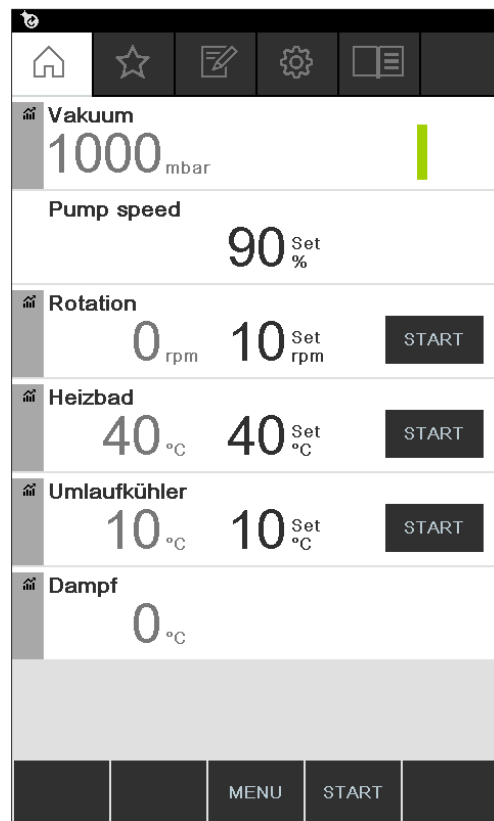 Vakuum
1000 mbar
Pump speed
90 Set %
Rotation
0 rpm 10 Set rpm START
Heizbad
40 °C 40 Set °C START
Umlaufkühler
10 °C 10 Set °C START
Dampf
0 °C
MENU START